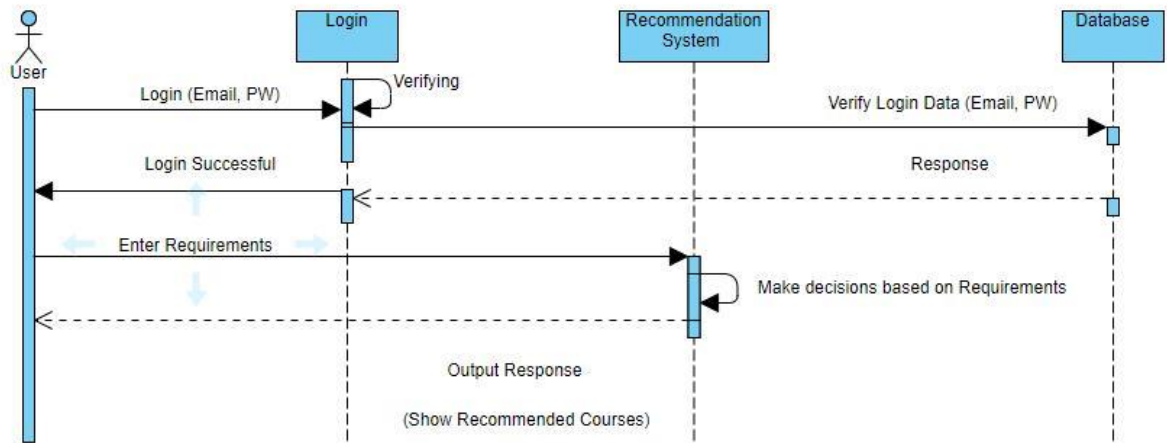 Login
Recommendation
System
Database
User
Verifying
Login (Email, PW)
Verify Login Data (Email, PW)
Login Successful
Response
Enter Requirements
Make decisions based on Requirements
Output Response
(Show Recommended Courses)